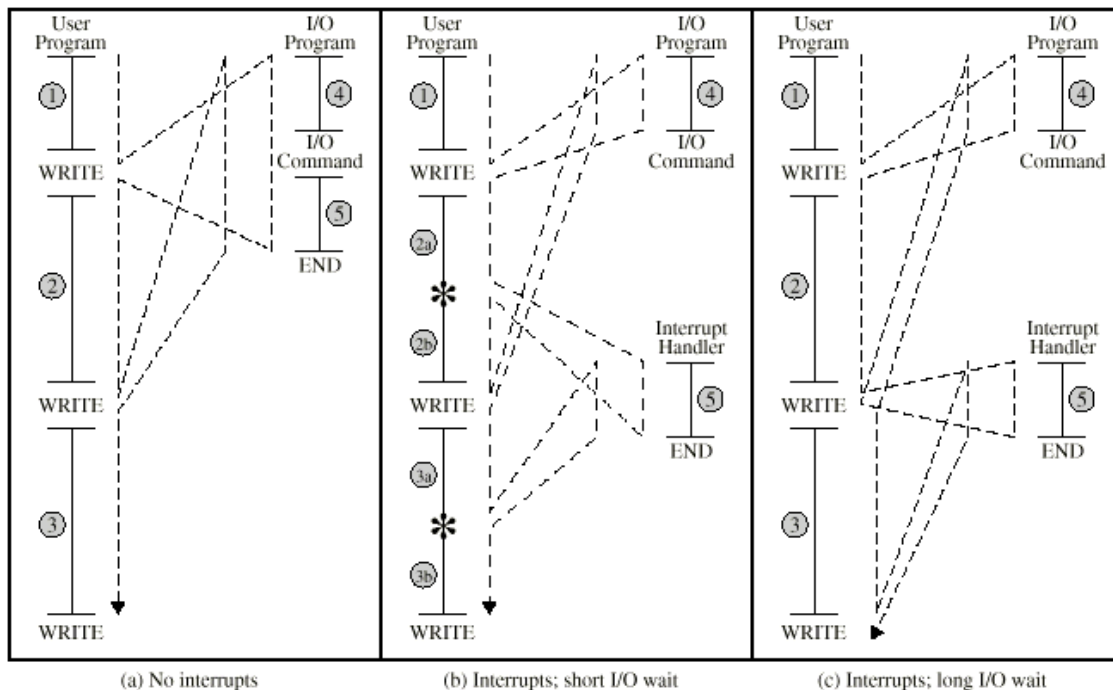 User Program
I/O Program
1
4
WRITE
I/O Command
2
5
END
WRITE
3
WRITE
(a) No interrupts
User Program
I/O Program
1
4
WRITE
I/O Command
2a
2b
Interrupt Handler
WRITE
5
END
3a
3b
WRITE
(b) Interrupts; short I/O wait
User Program
I/O Program
1
4
WRITE
I/O Command
2
Interrupt Handler
WRITE
5
END
3
WRITE
(c) Interrupts; long I/O wait